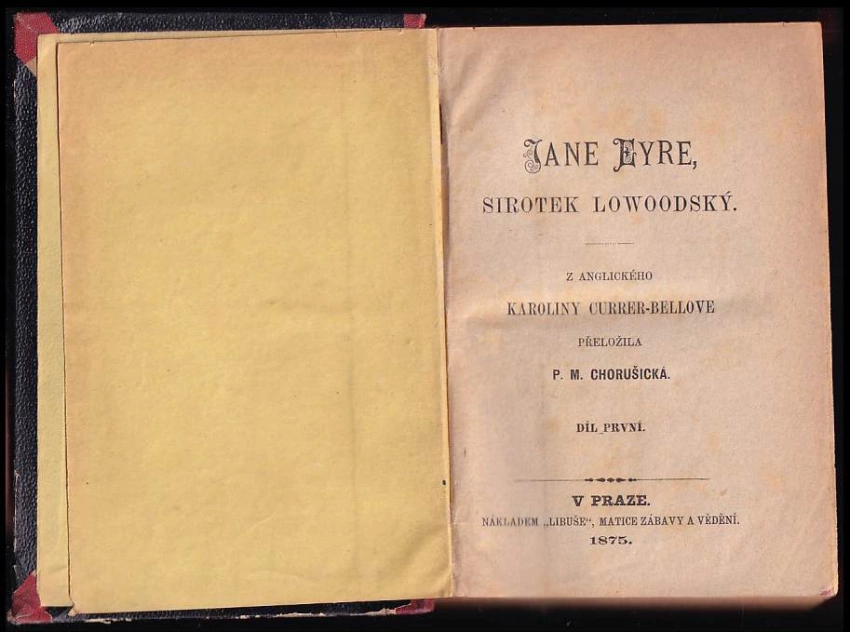 JANE EYRE,
SIROTEK LOWOODSKÝ.
Z ANGLICKÉHO
KAROLINY CURRER-BELLOVE
PŘELOŽILA
P. M. CHORUŠICKÁ.
DÍL PRVNÍ.
V PRAZE.
NÁKLADEM „LIBUŠE“, MATICE ZÁBAVY A VĚDĚNÍ.
1875.